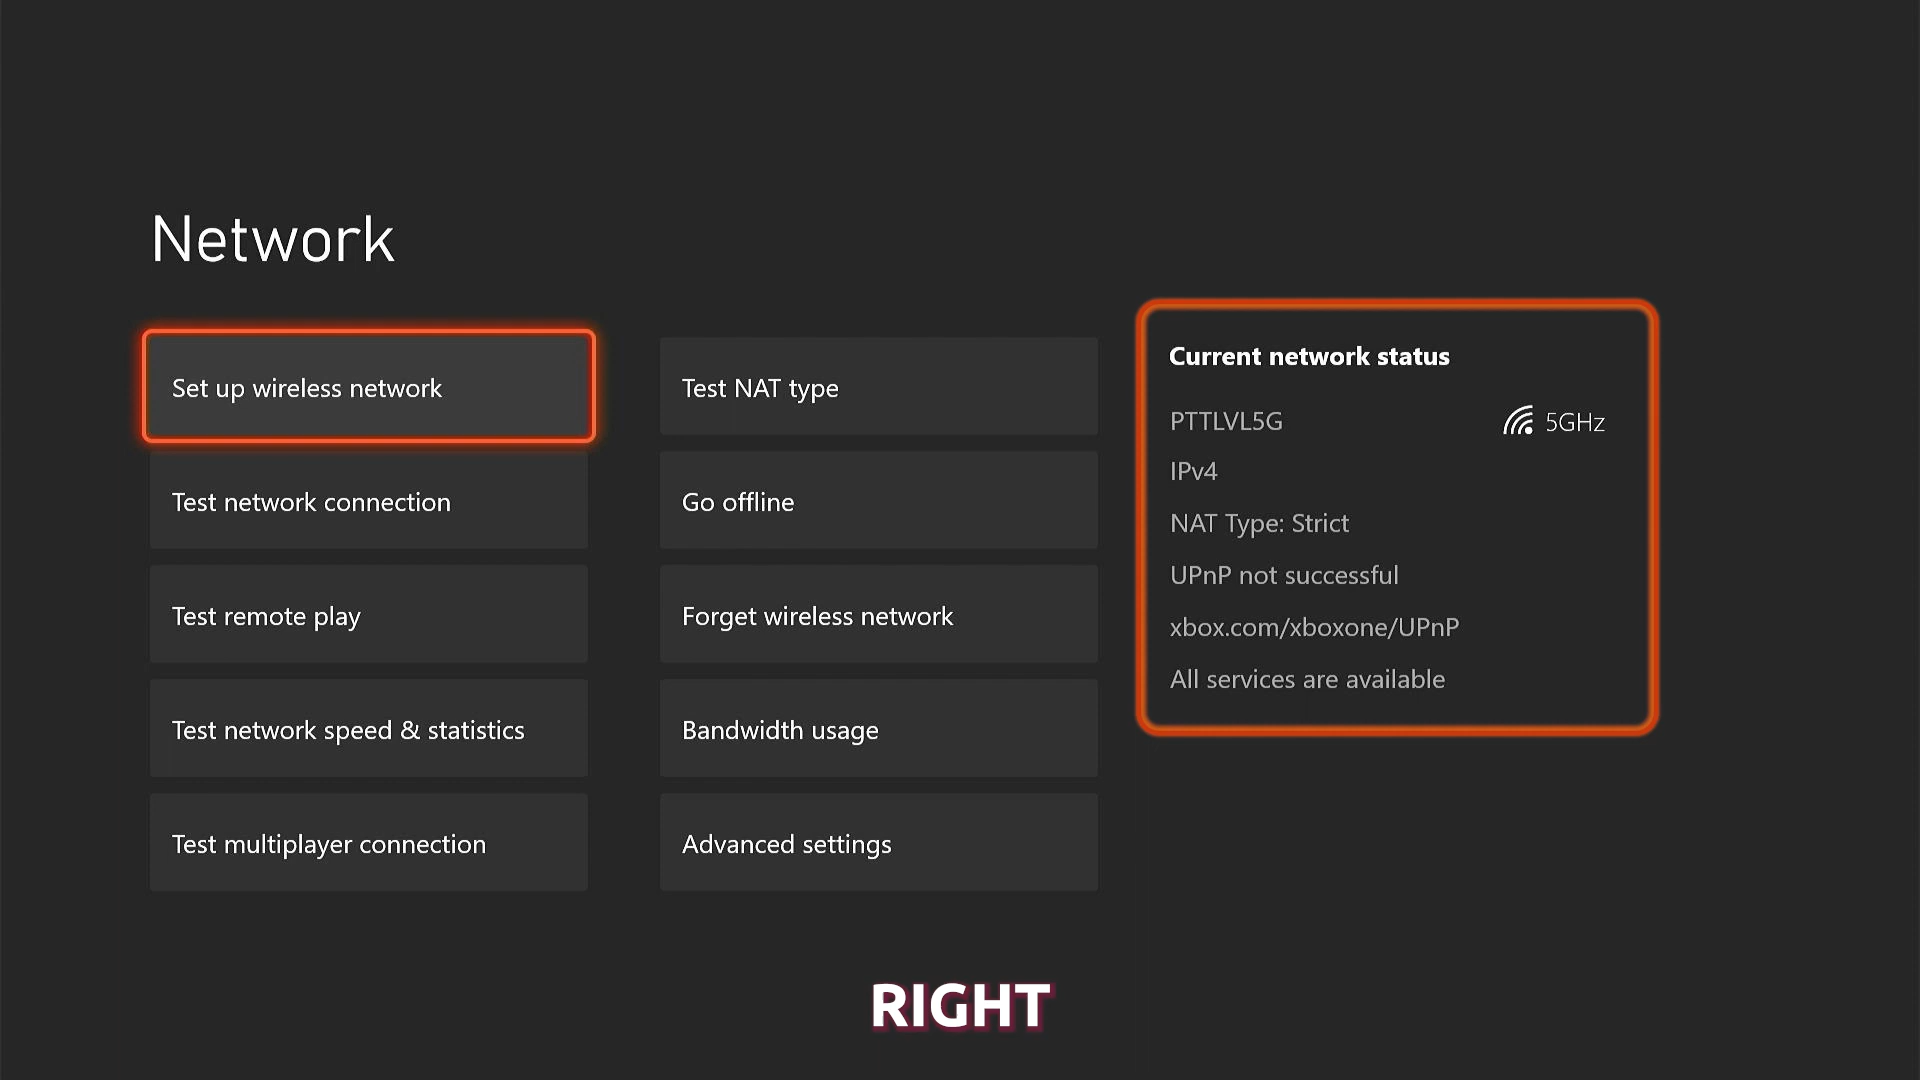 Network
Set up wireless network
Test network connection
Test remote play
Test network speed & statistics
Test multiplayer connection
Test NAT type
Go offline
Forget wireless network
Bandwidth usage
Advanced settings
Current network status
PTTLVL5G 5GHz
IPv4
NAT Type: Strict
UPnP not successful
xbox.com/xboxone/UPnP
All services are available
RIGHT